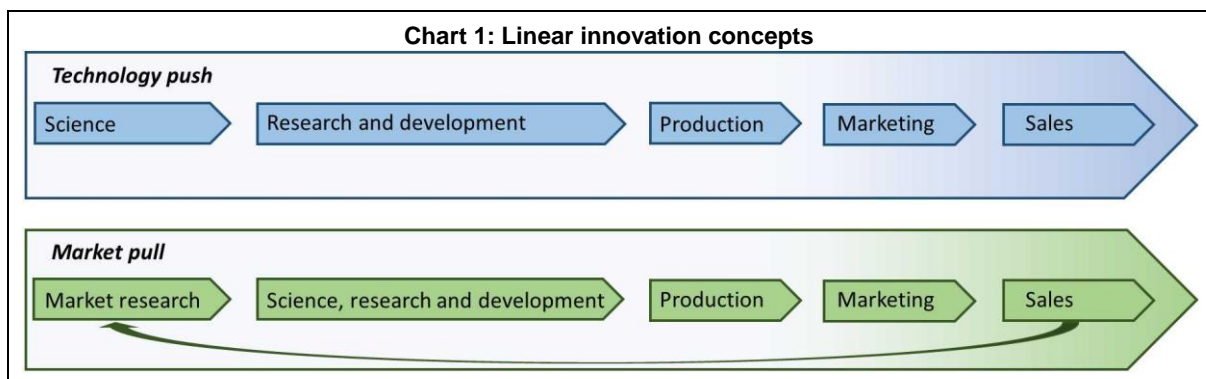 Chart 1: Linear innovation concepts
Technology push
Science
Research and development
Production
Marketing
Sales
Market pull
Market research
Science, research and development
Production
Marketing
Sales